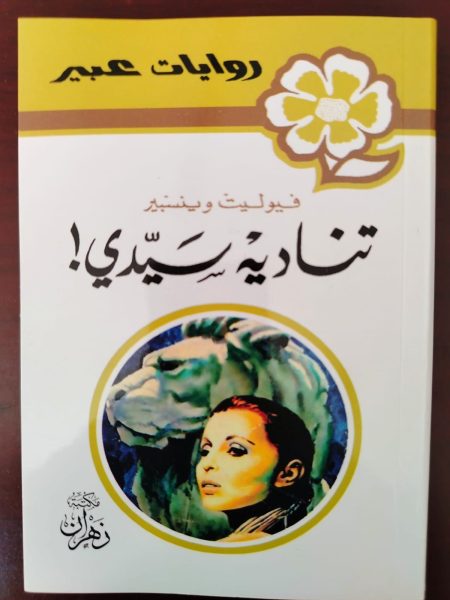 روايات عبير
فيوليت وينسبير
تناديه سيّدي!
مكتبة
زهران